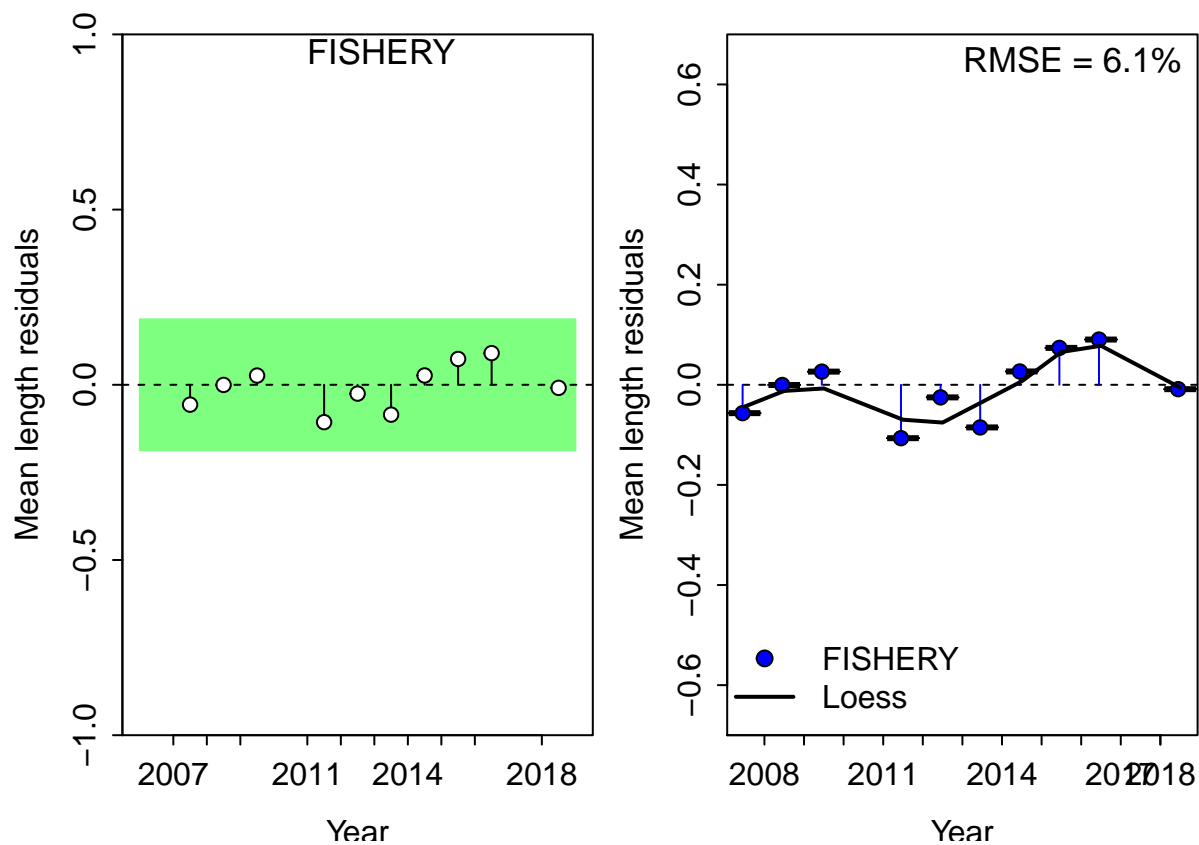 FISHERY
1.0
0.5
0.0
−0.5
−1.0
Mean length residuals
2007 2011 2014 2018
Year
RMSE = 6.1%
0.6
0.4
0.2
0.0
−0.2
−0.4
−0.6
Mean length residuals
FISHERY
Loess
2008 2011 2014 2017 2018
Year